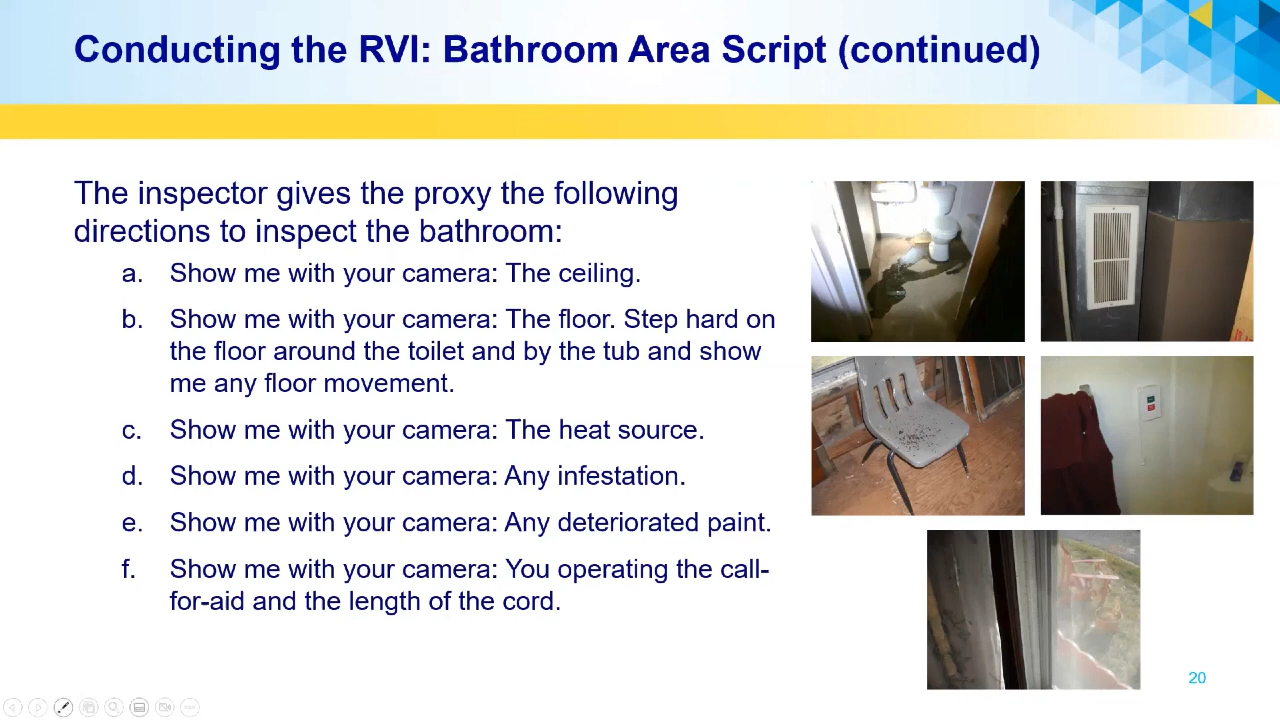 Conducting the RVI: Bathroom Area Script (continued)
The inspector gives the proxy the following
directions to inspect the bathroom:
a. Show me with your camera: The ceiling.
b. Show me with your camera: The floor. Step hard on
the floor around the toilet and by the tub and show
me any floor movement.
c. Show me with your camera: The heat source.
d. Show me with your camera: Any infestation.
e. Show me with your camera: Any deteriorated paint.
f. Show me with your camera: You operating the call-
for-aid and the length of the cord.
20